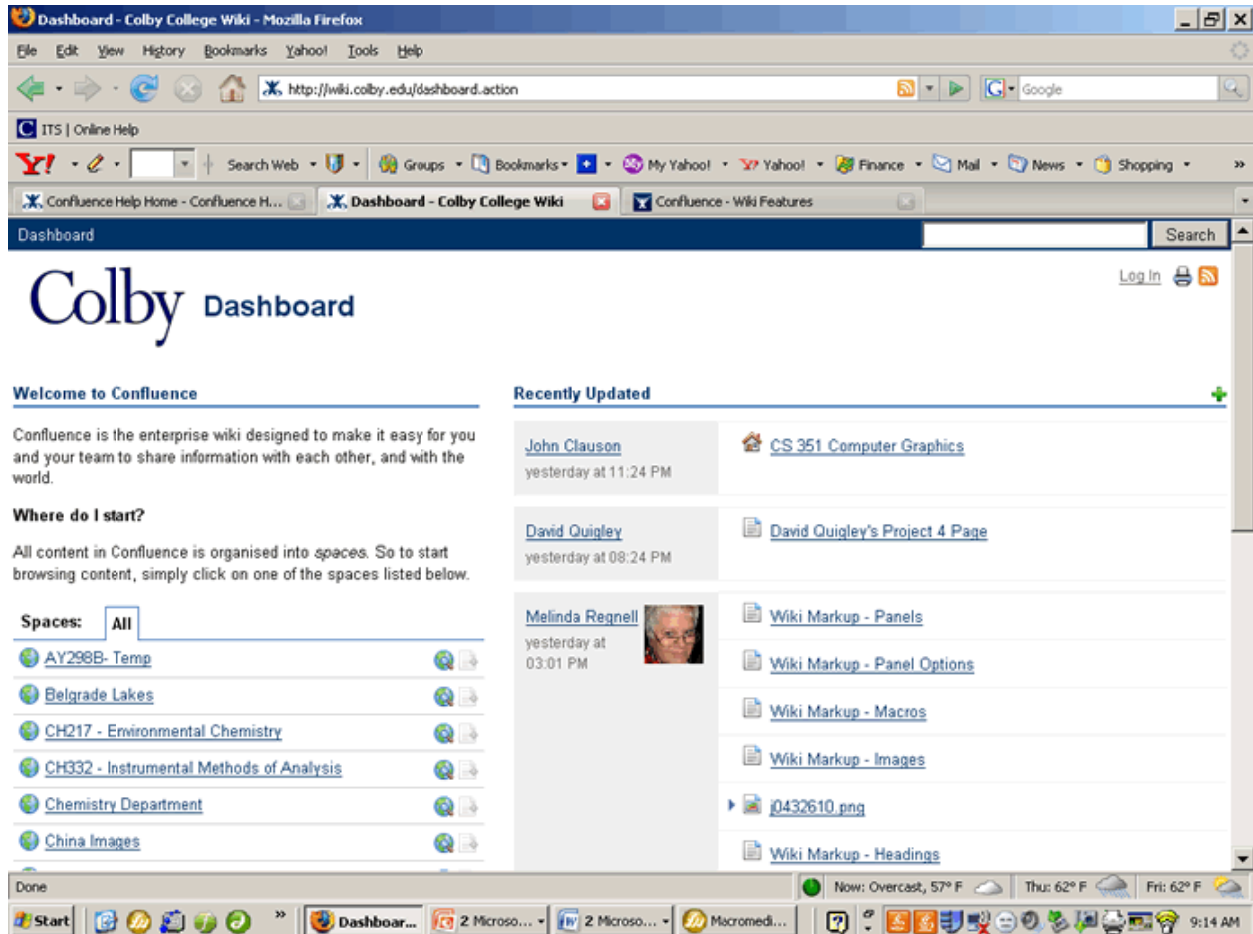 Dashboard - Colby College Wiki - Mozilla Firefox
File Edit View History Bookmarks Yahoo! Tools Help
http://wiki.colby.edu/dashboard.action
G Google
C ITS | Online Help
Y! Search Web Groups Bookmarks My Yahoo! Yahoo! Finance Mail News Shopping »
Confluence Help Home - Confluence H... Dashboard - Colby College Wiki Confluence - Wiki Features
Dashboard
Search
Log In
Colby Dashboard
Welcome to Confluence
Confluence is the enterprise wiki designed to make it easy for you
and your team to share information with each other, and with the
world.
Where do I start?
All content in Confluence is organised into spaces. So to start
browsing content, simply click on one of the spaces listed below.
Spaces: All
AY298B- Temp
Belgrade Lakes
CH217 - Environmental Chemistry
CH332 - Instrumental Methods of Analysis
Chemistry Department
China Images
Recently Updated
John Clauson
yesterday at 11:24 PM
CS 351 Computer Graphics
David Quigley
yesterday at 08:24 PM
David Quigley's Project 4 Page
Melinda Regnell
yesterday at
03:01 PM
Wiki Markup - Panels
Wiki Markup - Panel Options
Wiki Markup - Macros
Wiki Markup - Images
j0432610.png
Wiki Markup - Headings
Done
Now: Overcast, 57° F Thu: 62° F Fri: 62° F
Start » Dashboar... 2 Microso... 2 Microso... Macromedi... 9:14 AM